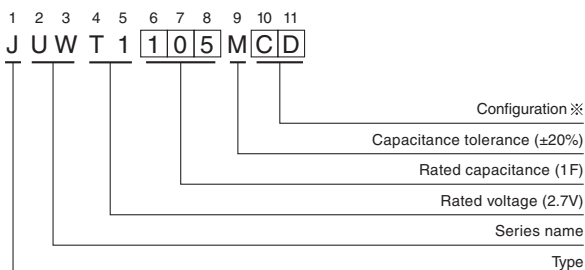 1 2 3 4 5 6 7 8 9 10 11
J U W T 1 1 0 5 M C D
Configuration ※
Capacitance tolerance (±20%)
Rated capacitance (1F)
Rated voltage (2.7V)
Series name
Type